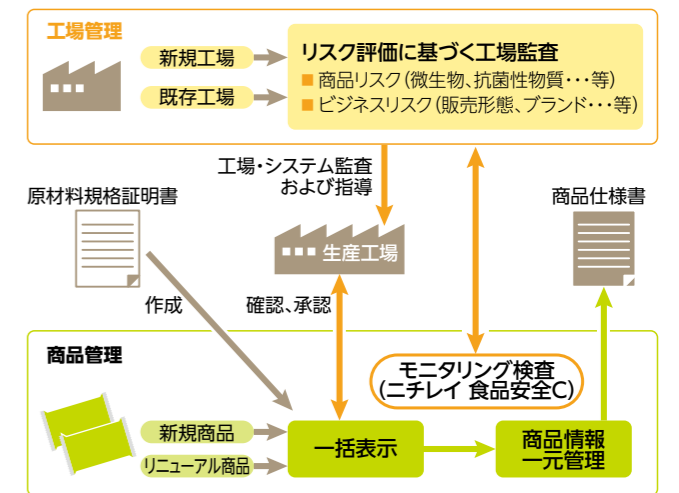 工場管理
新規工場
既存工場
リスク評価に基づく工場監査
■ 商品リスク(微生物、抗菌性物質・・・等)
■ ビジネスリスク(販売形態、ブランド・・・等)
工場・システム監査
および指導
原材料規格証明書
商品仕様書
生産工場
作成
確認、承認
商品管理
モニタリング検査
(ニチレイ 食品安全C)
新規商品
リニューアル商品
一括表示
商品情報
一元管理